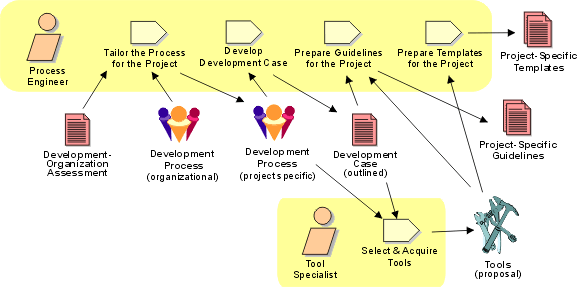 Process
Engineer
Tailor the Process
for the Project
Develop
Development Case
Prepare Guidelines
for the Project
Prepare Templates
for the Project
Project-Specific
Templates
Development-
Organization
Assessment
Development
Process
(organizational)
Development
Process
(project specific)
Development
Case
(outlined)
Project-Specific
Guidelines
Tool
Specialist
Select & Acquire
Tools
Tools
(proposal)